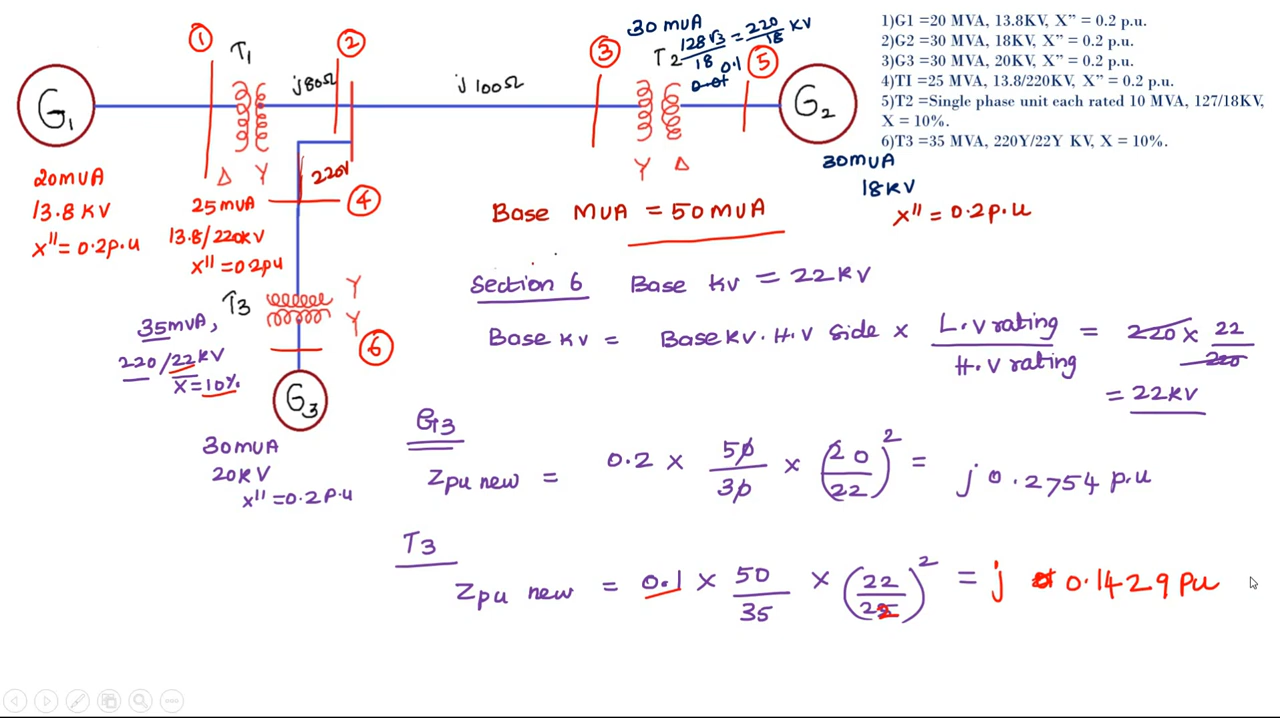 1)G1 =20 MVA, 13.8KV, X” = 0.2 p.u.
2)G2 =30 MVA, 18KV, X” = 0.2 p.u.
3)G3 =30 MVA, 20KV, X” = 0.2 p.u.
4)T1 =25 MVA, 13.8/220KV, X” = 0.2 p.u.
5)T2 =Single phase unit each rated 10 MVA, 127/18KV,
X = 10%.
6)T3 =35 MVA, 220Y/22Y KV, X = 10%.
30 MVA
T2 128√3/18 = 220/18 KV
0.1
1
T1
2
3
5
G1
j80Ω
j100Ω
G2
Δ Y
Y Δ
220V
4
20MVA
13.8 KV
X" = 0.2P.U
25 MVA
13.8/220KV
X" = 0.2PU
30MVA
18KV
X" = 0.2P.U
Base MVA = 50MVA
Section 6 Base KV = 22KV
Base KV = Base KV. H.V side × L.V rating / H.V rating = 220 × 22/220
= 22KV
T3
Y
Y
6
35MVA,
220/22KV
X=10%
G3
30MVA
20KV
X" = 0.2P.U
G3
Zpu new = 0.2 × 50/30 × (20/22)² = j 0.2754 p.u
T3
Zpu new = 0.1 × 50/35 × (22/22)² = j 0.1429 PU